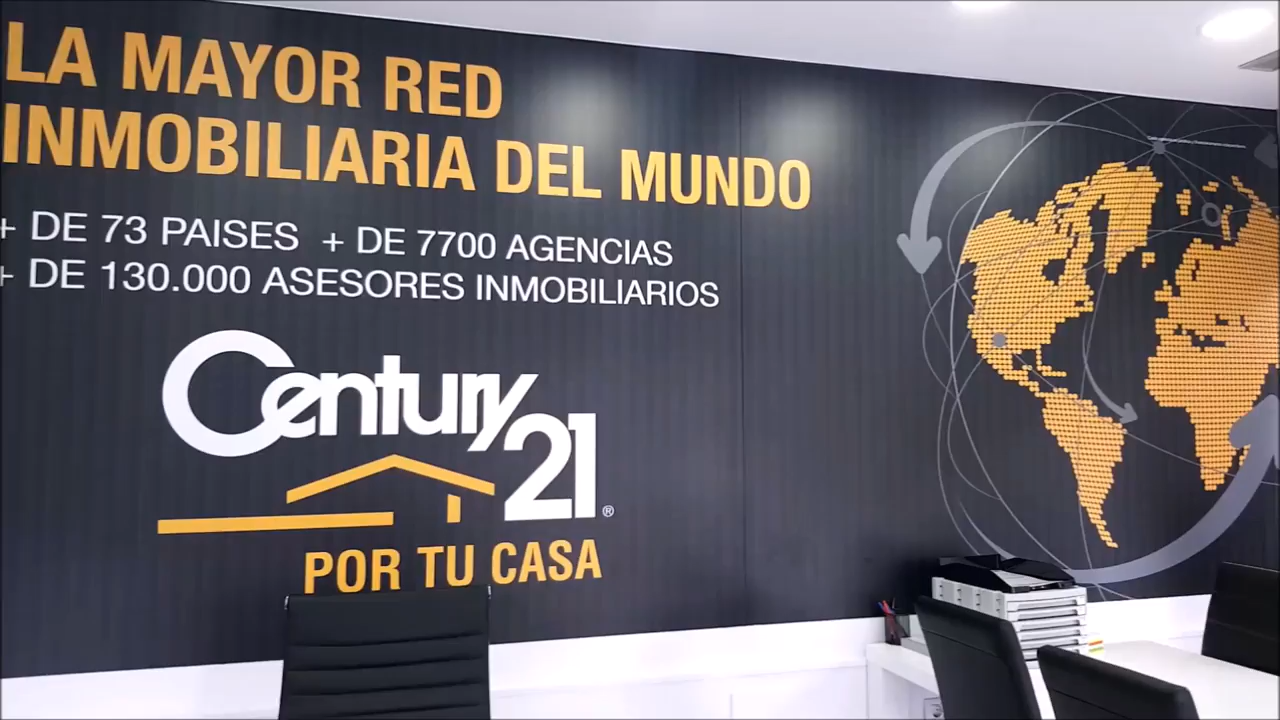 LA MAYOR RED
INMOBILIARIA DEL MUNDO
+ DE 73 PAISES + DE 7700 AGENCIAS
+ DE 130.000 ASESORES INMOBILIARIOS
Century
21®
POR TU CASA